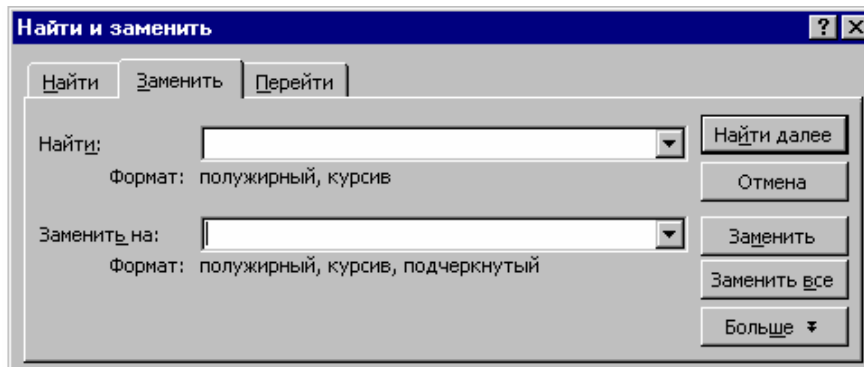 Найти и заменить
Найти Заменить Перейти
Найти: Найти далее
Формат: полужирный, курсив
Отмена
Заменить на: Заменить
Формат: полужирный, курсив, подчеркнутый
Заменить все
Больше